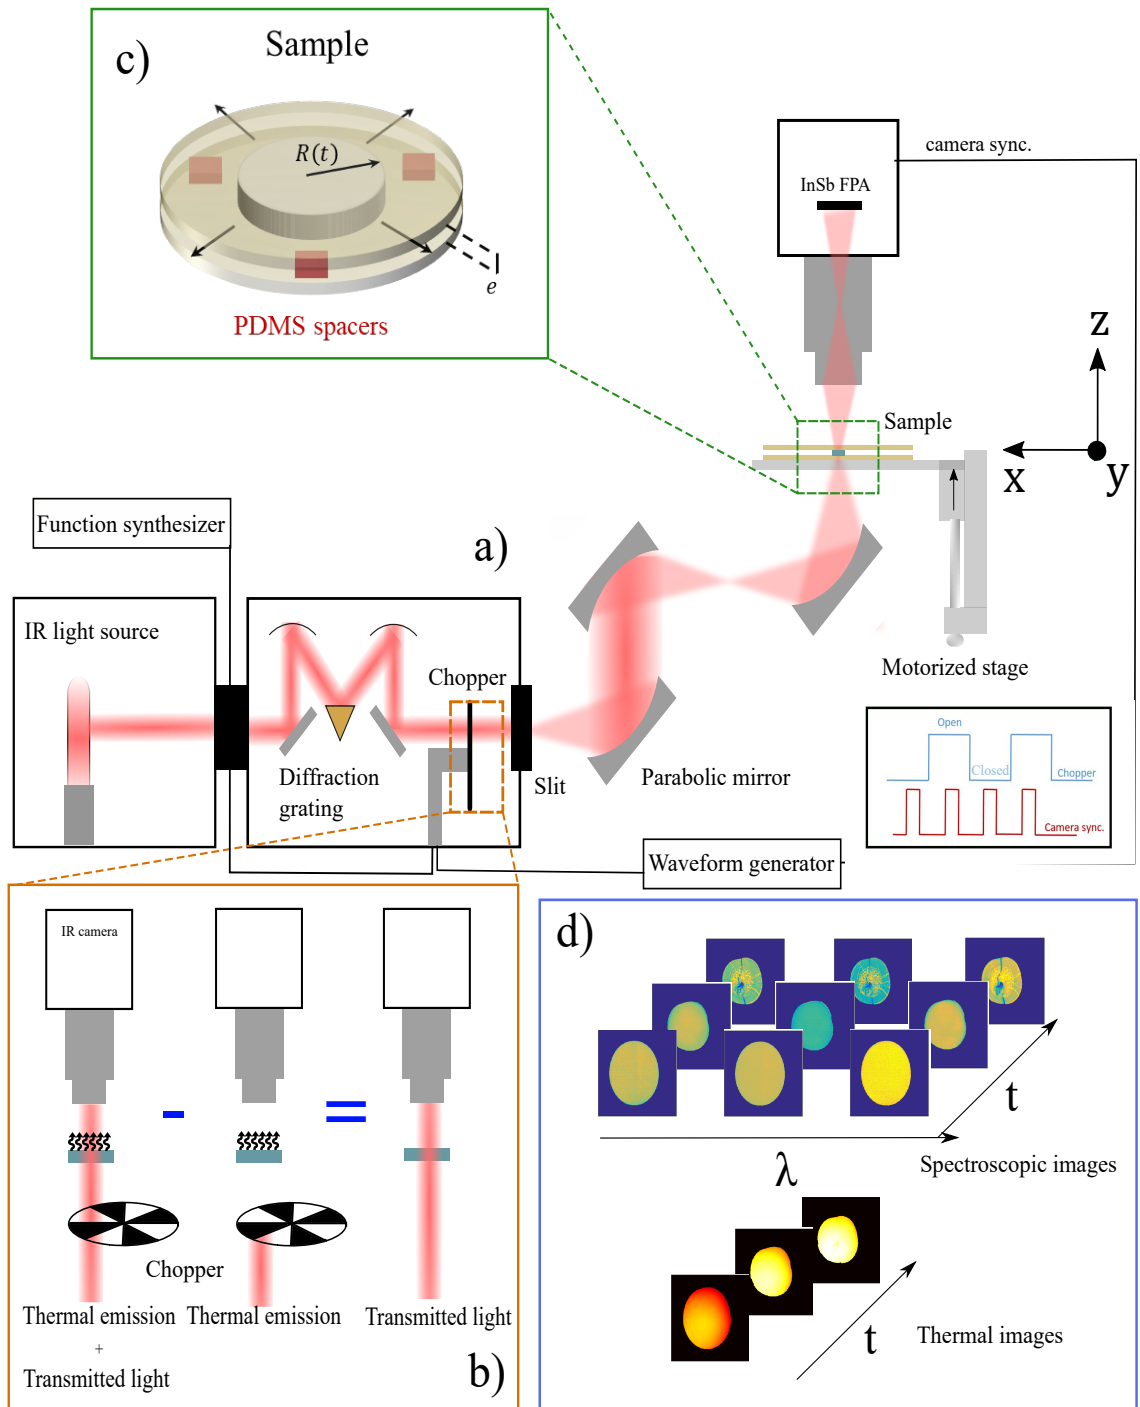 c)
Sample
R(t)
e
PDMS spacers
camera sync.
InSb FPA
z
Sample
x
y
Function synthesizer
a)
IR light source
Chopper
Motorized stage
Diffraction
grating
Slit
Parabolic mirror
Open
Closed
Chopper
Camera sync.
Waveform generator
IR camera
-
=
Chopper
Thermal emission
+
Transmitted light
Thermal emission
Transmitted light
b)
d)
t
λ
Spectroscopic images
t
Thermal images